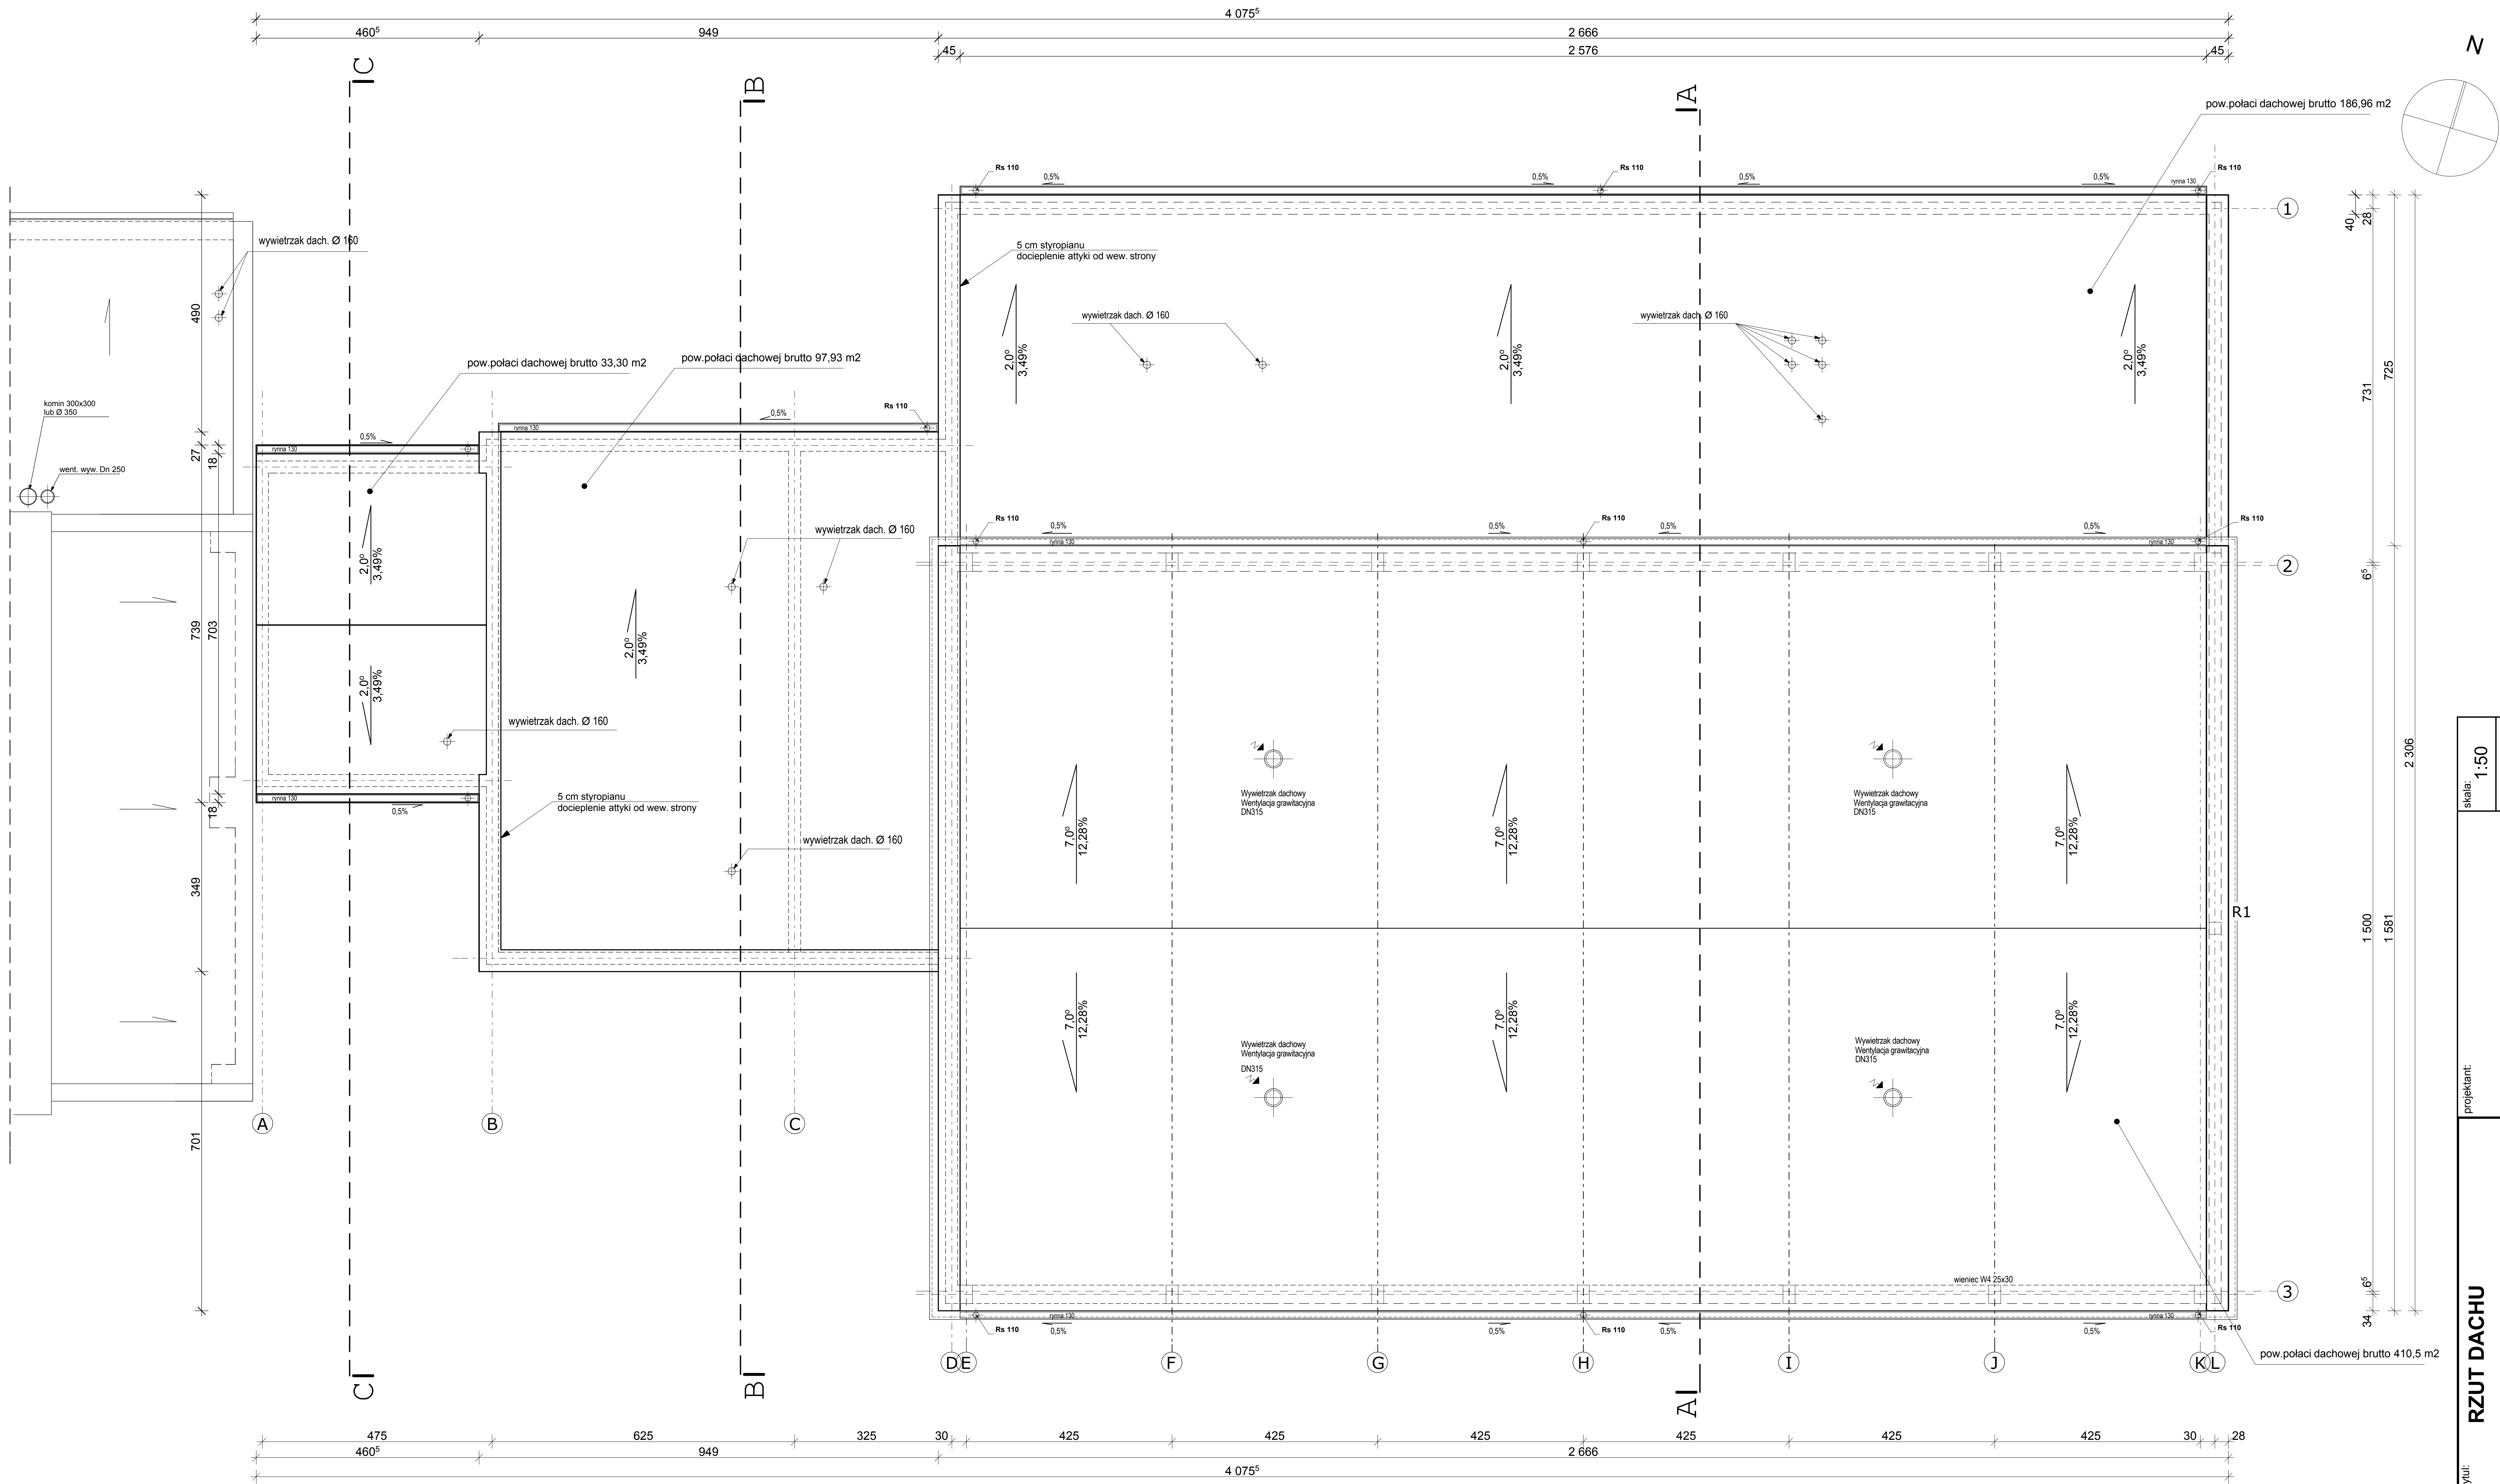 4 075⁵
460⁵ 949 2 666
45 2 576 45
C B A N
pow.połaci dachowej brutto 186,96 m2
Rs 110 Rs 110 Rs 110
0,5% 0,5% 0,5% 0,5%
rynna 130
1
40 28
wywietrzak dach. Ø 160
5 cm styropianu
docieplenie attyki od wew. strony
490
wywietrzak dach. Ø 160 wywietrzak dach. Ø 160
2,0° 3,49% 2,0° 3,49% 2,0° 3,49%
731 725
pow.połaci dachowej brutto 33,30 m2 pow.połaci dachowej brutto 97,93 m2
komin 300x300
lub Ø 350
Rs 110
0,5%
rynna 130
0,5%
rynna 130
27 18
went. wyw. Dn 250
Rs 110 Rs 110 Rs 110
0,5% 0,5% 0,5% 0,5%
rynna 130 rynna 130
wywietrzak dach. Ø 160
2,0° 3,49%
2
6⁵
739 703
2,0° 3,49%
2,0° 3,49%
wywietrzak dach. Ø 160
2 306
skala: 1:50
rynna 130
18
0,5%
5 cm styropianu
docieplenie attyki od wew. strony
Wywietrzak dachowy
Wentylacja grawitacyjna
DN315
Wywietrzak dachowy
Wentylacja grawitacyjna
DN315
7,0° 12,28% 7,0° 12,28% 7,0° 12,28%
wywietrzak dach. Ø 160
349
R1
1 500 1 581
7,0° 12,28% 7,0° 12,28% 7,0° 12,28%
Wywietrzak dachowy
Wentylacja grawitacyjna
DN315
Wywietrzak dachowy
Wentylacja grawitacyjna
DN315
projektant:
A B C
701
wieniec W4 25x30
3
6⁵
34
rynna 130 rynna 130
Rs 110 Rs 110 Rs 110
0,5% 0,5% 0,5% 0,5%
pow.połaci dachowej brutto 410,5 m2
RZUT DACHU
D E F G H I J K L
C B A
475 625 325 30 425 425 425 425 425 425 30 28
460⁵ 949 2 666
4 075⁵